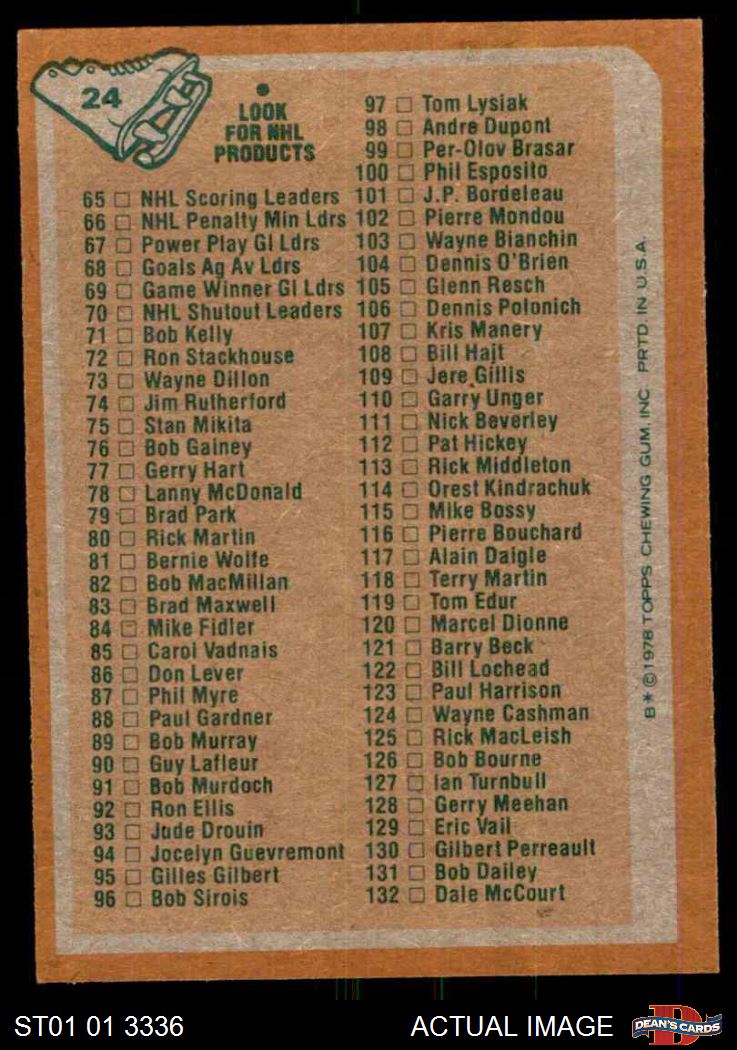 24
LOOK
FOR NHL
PRODUCTS
65 NHL Scoring Leaders
66 NHL Penalty Min Ldrs
67 Power Play Gl Ldrs
68 Goals Ag Av Ldrs
69 Game Winner Gl Ldrs
70 NHL Shutout Leaders
71 Bob Kelly
72 Ron Stackhouse
73 Wayne Dillon
74 Jim Rutherford
75 Stan Mikita
76 Bob Gainey
77 Gerry Hart
78 Lanny McDonald
79 Brad Park
80 Rick Martin
81 Bernie Wolfe
82 Bob MacMillan
83 Brad Maxwell
84 Mike Fidler
85 Carol Vadnais
86 Don Lever
87 Phil Myre
88 Paul Gardner
89 Bob Murray
90 Guy Lafleur
91 Bob Murdoch
92 Ron Ellis
93 Jude Drouin
94 Jocelyn Guevremont
95 Gilles Gilbert
96 Bob Sirois
97 Tom Lysiak
98 Andre Dupont
99 Per-Olov Brasar
100 Phil Esposito
101 J.P. Bordeleau
102 Pierre Mondou
103 Wayne Bianchin
104 Dennis O'Brien
105 Glenn Resch
106 Dennis Polonich
107 Kris Manery
108 Bill Hajt
109 Jere Gillis
110 Garry Unger
111 Nick Beverley
112 Pat Hickey
113 Rick Middleton
114 Orest Kindrachuk
115 Mike Bossy
116 Pierre Bouchard
117 Alain Daigle
118 Terry Martin
119 Tom Edur
120 Marcel Dionne
121 Barry Beck
122 Bill Lochead
123 Paul Harrison
124 Wayne Cashman
125 Rick MacLeish
126 Bob Bourne
127 Ian Turnbull
128 Gerry Meehan
129 Eric Vail
130 Gilbert Perreault
131 Bob Dailey
132 Dale McCourt
B* © 1978 TOPPS CHEWING GUM, INC. PRTD. IN U.S.A.
ST01 01 3336
ACTUAL IMAGE
DEAN'S CARDS